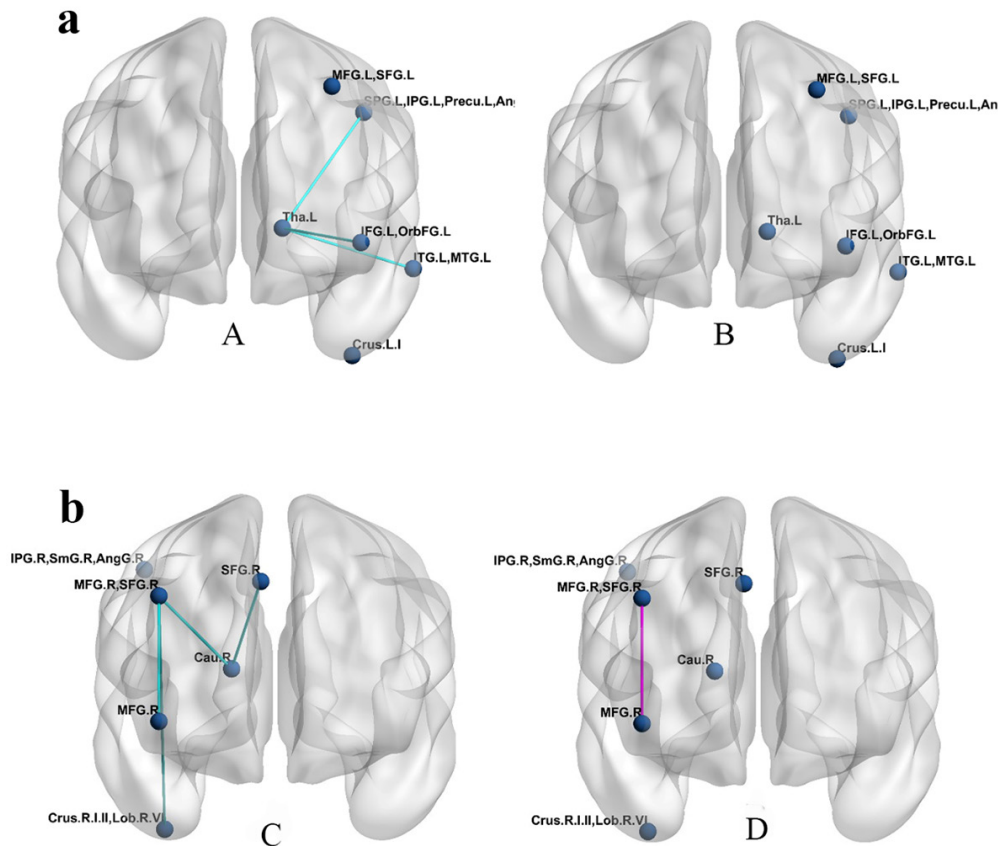 a
MFG.L,SFG.L
SPG.L,IPG.L,Precu.L,Ang
Tha.L
IFG.L,OrbFG.L
ITG.L,MTG.L
Crus.L.I
A
MFG.L,SFG.L
SPG.L,IPG.L,Precu.L,An
Tha.L
IFG.L,OrbFG.L
ITG.L,MTG.L
Crus.L.I
B
b
IPG.R,SmG.R,AngG.R
SFG.R
MFG.R,SFG.R
Cau.R
MFG.R
Crus.R.I.II,Lob.R.VI
C
IPG.R,SmG.R,AngG.R
SFG.R
MFG.R,SFG.R
Cau.R
MFG.R
Crus.R.I.II,Lob.R.VI
D